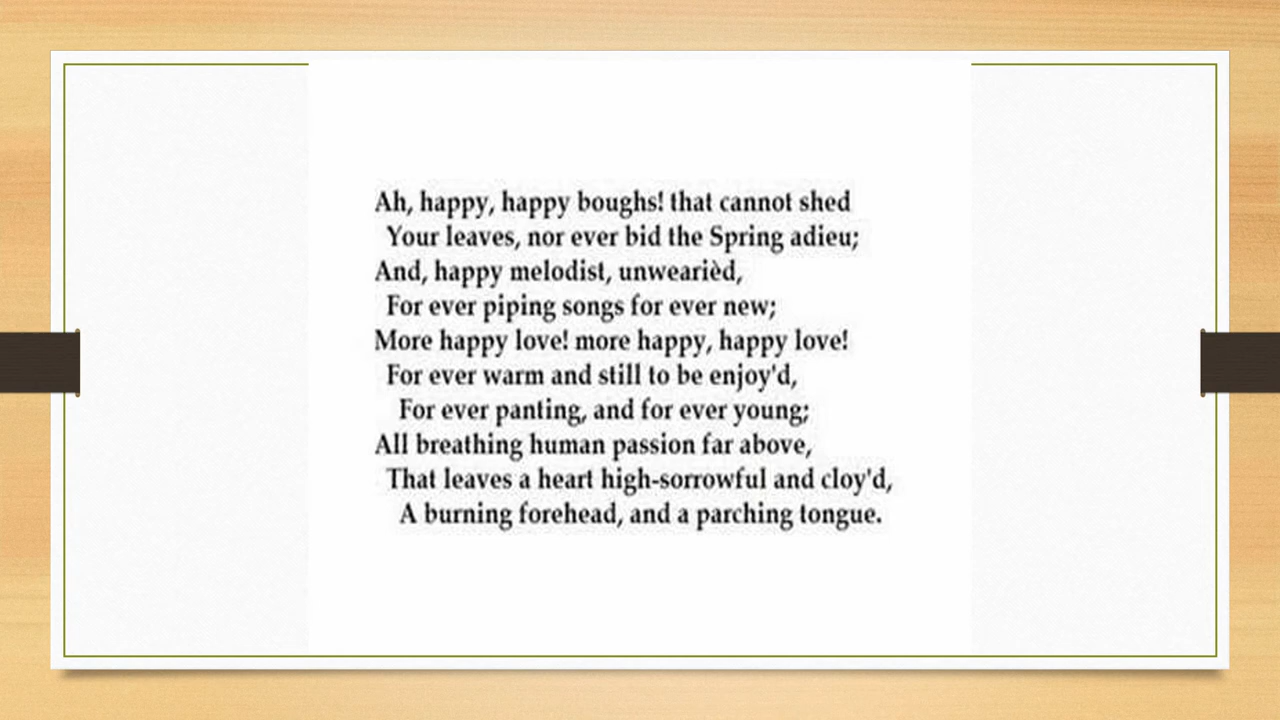 Ah, happy, happy boughs! that cannot shed
Your leaves, nor ever bid the Spring adieu;
And, happy melodist, unwearièd,
For ever piping songs for ever new;
More happy love! more happy, happy love!
For ever warm and still to be enjoy'd,
For ever panting, and for ever young;
All breathing human passion far above,
That leaves a heart high-sorrowful and cloy'd,
A burning forehead, and a parching tongue.